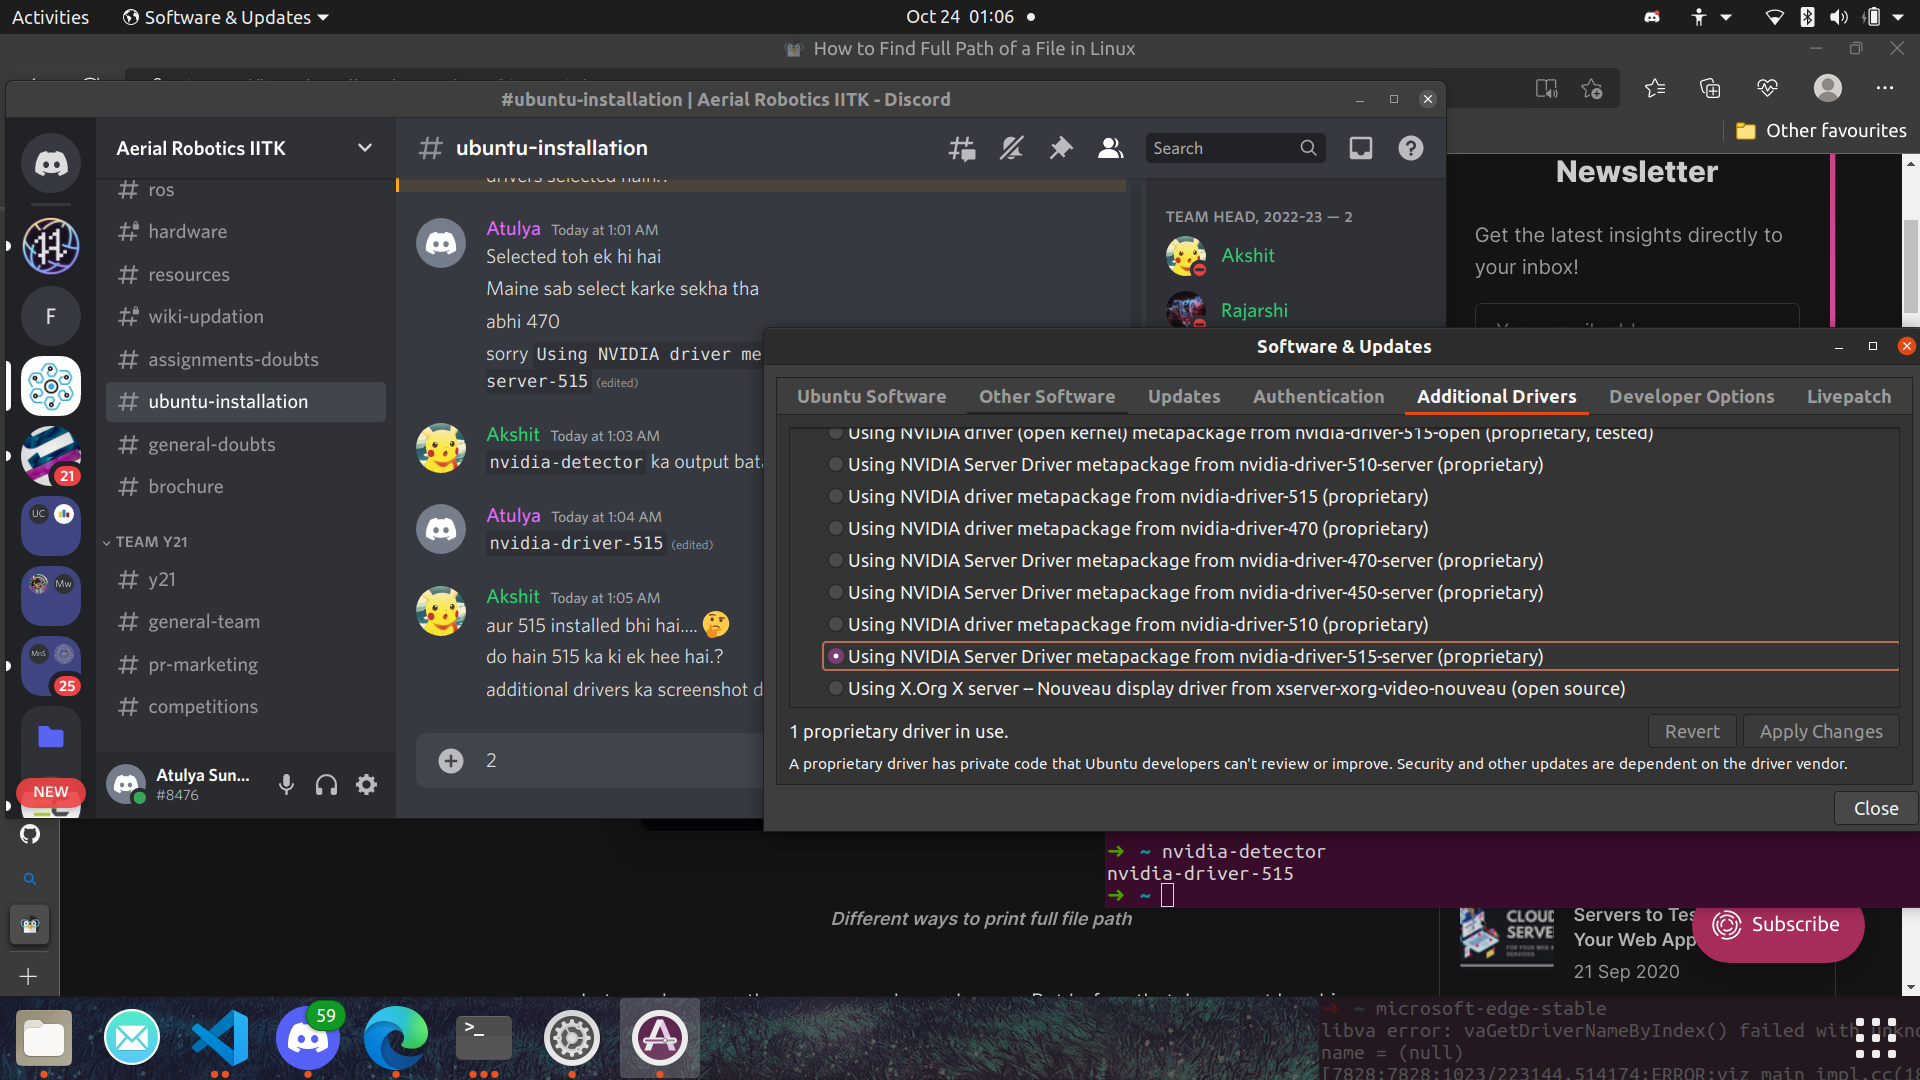 Activities
Software & Updates
Oct 24 01:06
How to Find Full Path of a File in Linux
Other favourites
#ubuntu-installation | Aerial Robotics IITK - Discord
Aerial Robotics IITK
ubuntu-installation
Search
ros
hardware
resources
wiki-updation
assignments-doubts
ubuntu-installation
general-doubts
brochure
TEAM Y21
y21
general-team
pr-marketing
competitions
F
21
UC
Mw
MnS
25
NEW
Atulya Sun...
#8476
drivers selected hain??
Atulya Today at 1:01 AM
Selected toh ek hi hai
Maine sab select karke sekha tha
abhi 470
sorry Using NVIDIA driver me
server-515 (edited)
Akshit Today at 1:03 AM
nvidia-detector ka output bata
Atulya Today at 1:04 AM
nvidia-driver-515 (edited)
Akshit Today at 1:05 AM
aur 515 installed bhi hai....
do hain 515 ka ki ek hee hai.?
additional drivers ka screenshot d
2
TEAM HEAD, 2022-23 — 2
Akshit
Rajarshi
Newsletter
Get the latest insights directly to
your inbox!
Software & Updates
Ubuntu Software
Other Software
Updates
Authentication
Additional Drivers
Developer Options
Livepatch
Using NVIDIA driver (open kernel) metapackage from nvidia-driver-515-open (proprietary, tested)
Using NVIDIA Server Driver metapackage from nvidia-driver-510-server (proprietary)
Using NVIDIA driver metapackage from nvidia-driver-515 (proprietary)
Using NVIDIA driver metapackage from nvidia-driver-470 (proprietary)
Using NVIDIA Server Driver metapackage from nvidia-driver-470-server (proprietary)
Using NVIDIA Server Driver metapackage from nvidia-driver-450-server (proprietary)
Using NVIDIA driver metapackage from nvidia-driver-510 (proprietary)
Using NVIDIA Server Driver metapackage from nvidia-driver-515-server (proprietary)
Using X.Org X server -- Nouveau display driver from xserver-xorg-video-nouveau (open source)
1 proprietary driver in use.
Revert
Apply Changes
A proprietary driver has private code that Ubuntu developers can't review or improve. Security and other updates are dependent on the driver vendor.
Close
➜ ~ nvidia-detector
nvidia-driver-515
➜ ~
Different ways to print full file path
CLOUD
SERVE
Servers to Tes
Your Web App
21 Sep 2020
Subscribe
59
➜ ~ microsoft-edge-stable
libva error: vaGetDriverNameByIndex() failed with unkno
name = (null)
[7828:7828:1023/223144.514174:ERROR:viz_main_impl.cc(18